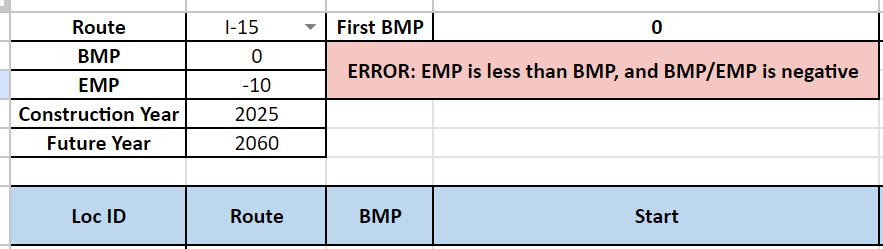 Route I-15 First BMP 0
BMP 0 ERROR: EMP is less than BMP, and BMP/EMP is negative
EMP -10
Construction Year 2025
Future Year 2060
Loc ID Route BMP Start